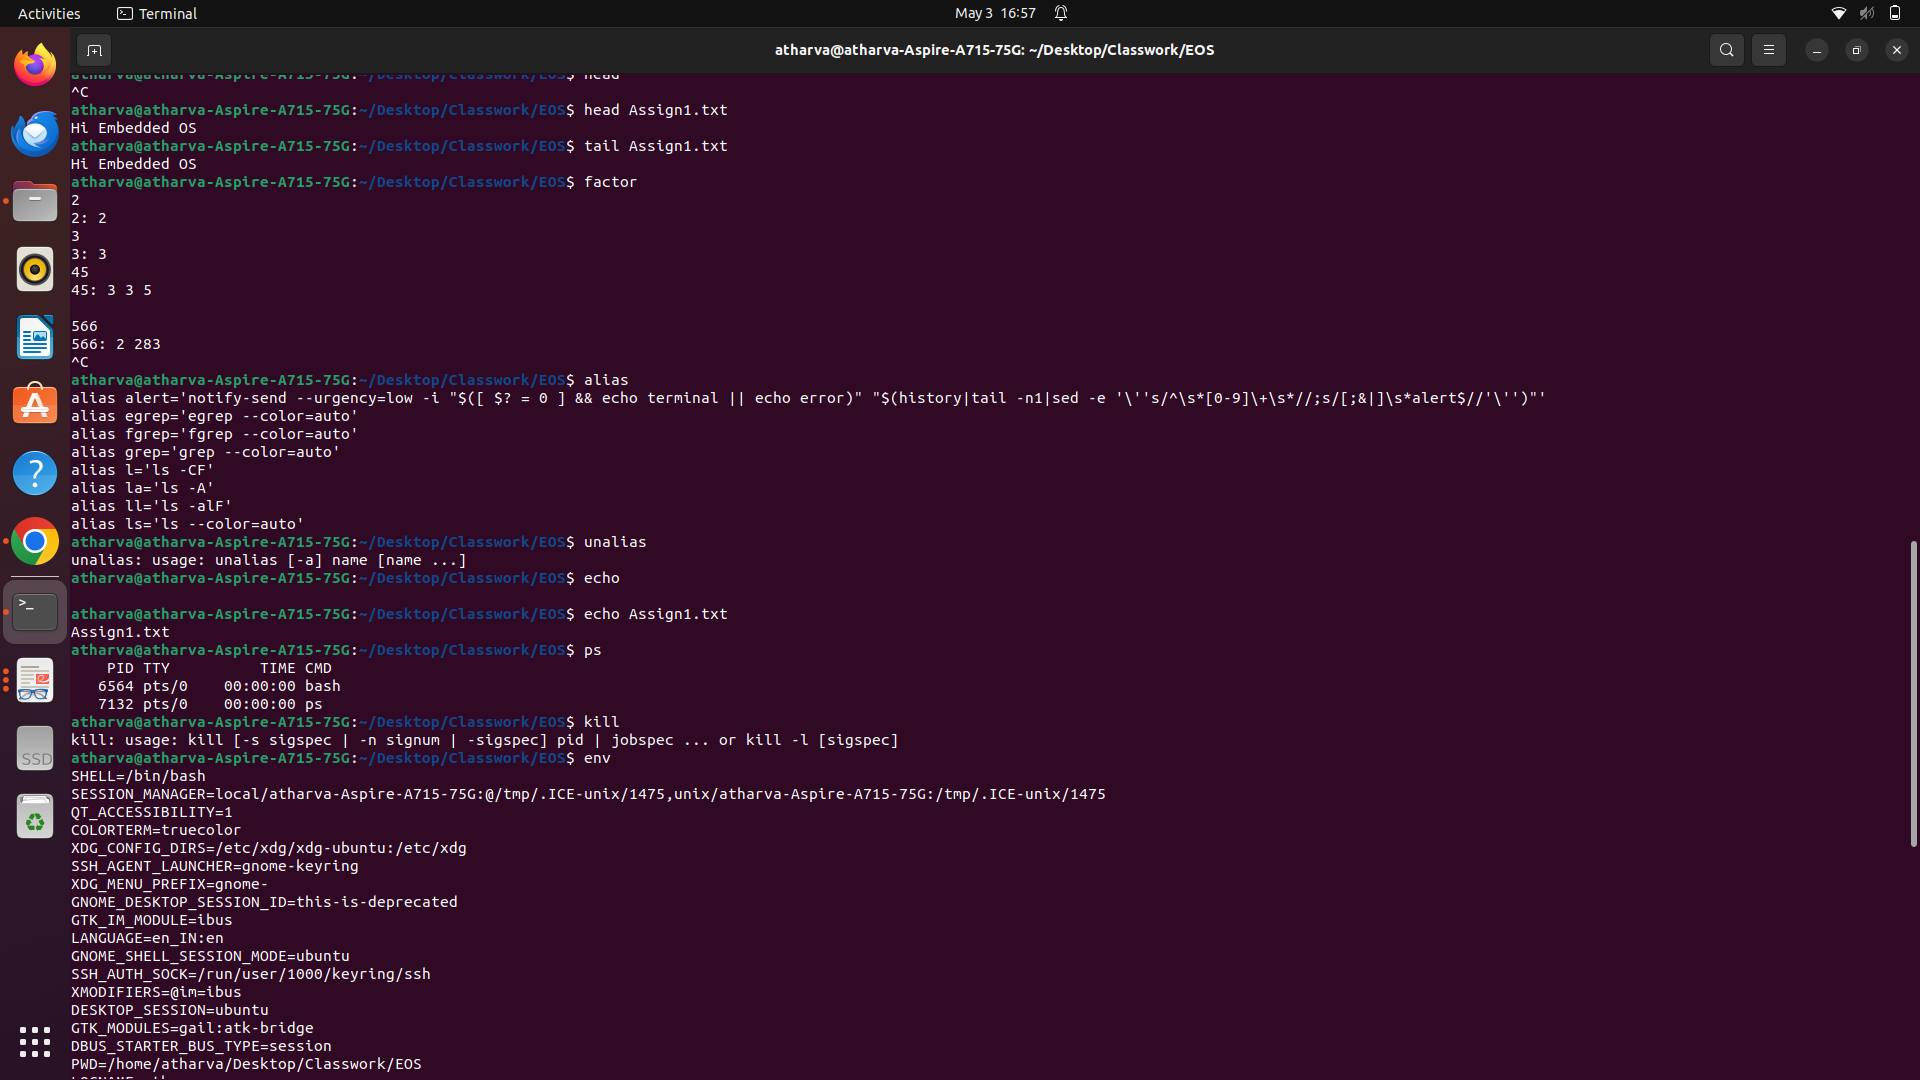 Activities
Terminal
May 3 16:57
atharva@atharva-Aspire-A715-75G: ~/Desktop/Classwork/EOS
atharva@atharva-Aspire-A715-75G:~/Desktop/Classwork/EOS$ head
^C
atharva@atharva-Aspire-A715-75G:~/Desktop/Classwork/EOS$ head Assign1.txt
Hi Embedded OS
atharva@atharva-Aspire-A715-75G:~/Desktop/Classwork/EOS$ tail Assign1.txt
Hi Embedded OS
atharva@atharva-Aspire-A715-75G:~/Desktop/Classwork/EOS$ factor
2
2: 2
3
3: 3
45
45: 3 3 5
566
566: 2 283
^C
atharva@atharva-Aspire-A715-75G:~/Desktop/Classwork/EOS$ alias
alias alert='notify-send --urgency=low -i "$([ $? = 0 ] && echo terminal || echo error)" "$(history|tail -n1|sed -e '\''s/^\s*[0-9]\+\s*//;s/[;&|]\s*alert$//'\'')"'
alias egrep='egrep --color=auto'
alias fgrep='fgrep --color=auto'
alias grep='grep --color=auto'
alias l='ls -CF'
alias la='ls -A'
alias ll='ls -alF'
alias ls='ls --color=auto'
atharva@atharva-Aspire-A715-75G:~/Desktop/Classwork/EOS$ unalias
unalias: usage: unalias [-a] name [name ...]
atharva@atharva-Aspire-A715-75G:~/Desktop/Classwork/EOS$ echo
atharva@atharva-Aspire-A715-75G:~/Desktop/Classwork/EOS$ echo Assign1.txt
Assign1.txt
atharva@atharva-Aspire-A715-75G:~/Desktop/Classwork/EOS$ ps
    PID TTY          TIME CMD
   6564 pts/0    00:00:00 bash
   7132 pts/0    00:00:00 ps
atharva@atharva-Aspire-A715-75G:~/Desktop/Classwork/EOS$ kill
kill: usage: kill [-s sigspec | -n signum | -sigspec] pid | jobspec ... or kill -l [sigspec]
atharva@atharva-Aspire-A715-75G:~/Desktop/Classwork/EOS$ env
SHELL=/bin/bash
SESSION_MANAGER=local/atharva-Aspire-A715-75G:@/tmp/.ICE-unix/1475,unix/atharva-Aspire-A715-75G:/tmp/.ICE-unix/1475
QT_ACCESSIBILITY=1
COLORTERM=truecolor
XDG_CONFIG_DIRS=/etc/xdg/xdg-ubuntu:/etc/xdg
SSH_AGENT_LAUNCHER=gnome-keyring
XDG_MENU_PREFIX=gnome-
GNOME_DESKTOP_SESSION_ID=this-is-deprecated
GTK_IM_MODULE=ibus
LANGUAGE=en_IN:en
GNOME_SHELL_SESSION_MODE=ubuntu
SSH_AUTH_SOCK=/run/user/1000/keyring/ssh
XMODIFIERS=@im=ibus
DESKTOP_SESSION=ubuntu
GTK_MODULES=gail:atk-bridge
DBUS_STARTER_BUS_TYPE=session
PWD=/home/atharva/Desktop/Classwork/EOS
SSD